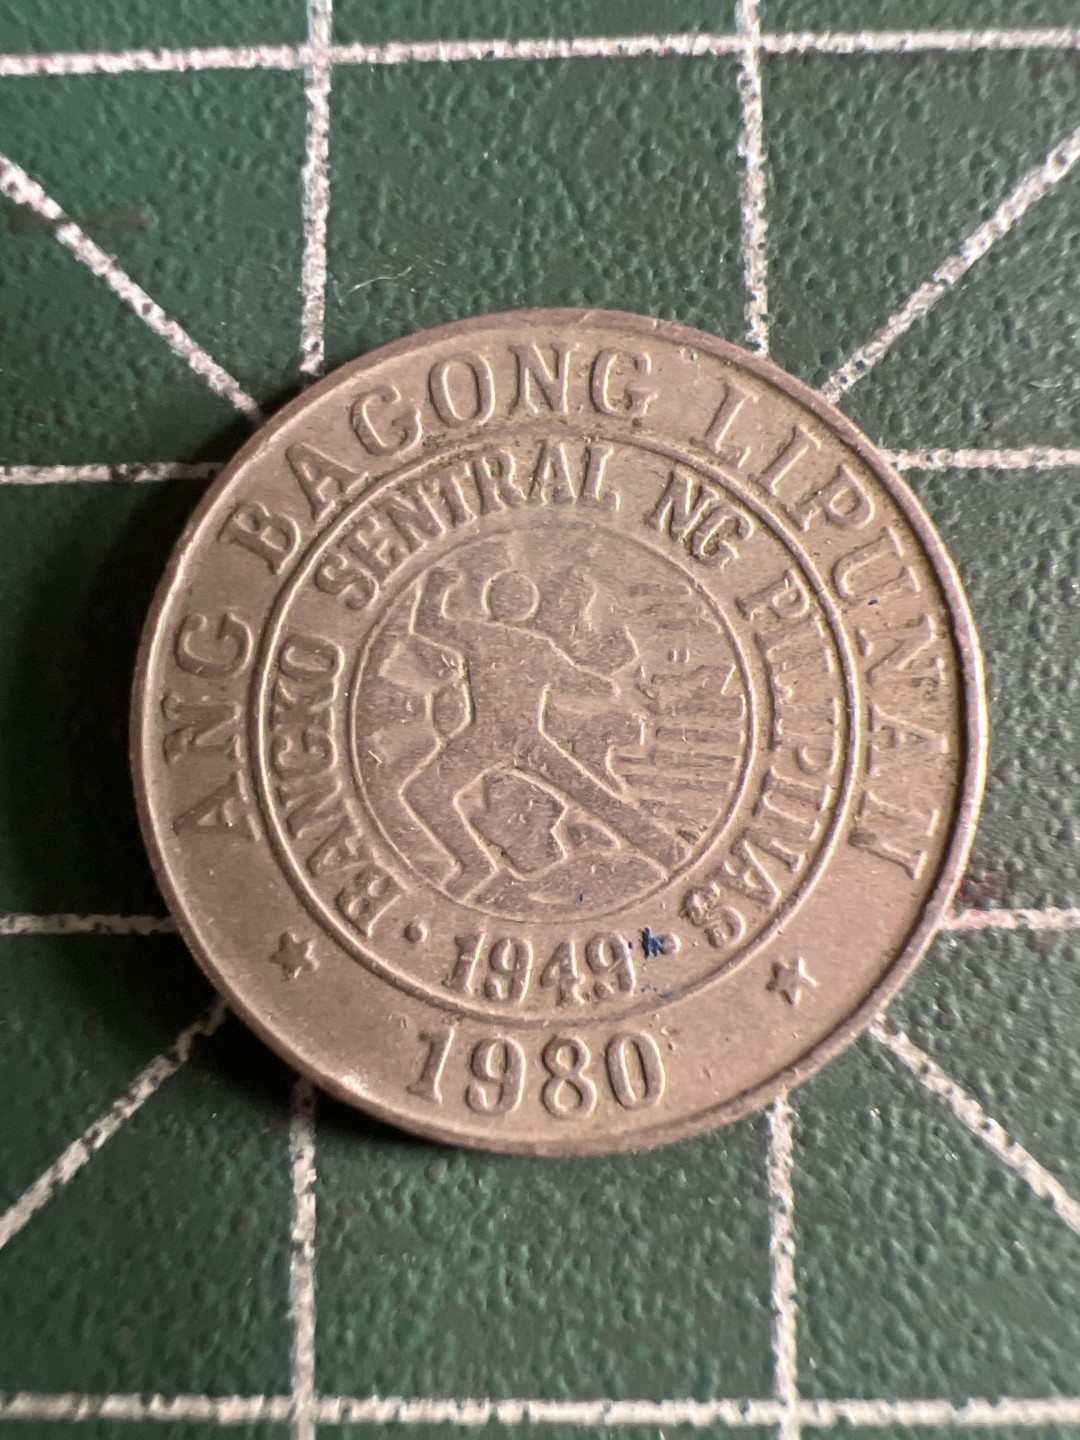 ANG BAGONG LIPUNAN
BANGKO SENTRAL NG PILIPINAS
1949
1980